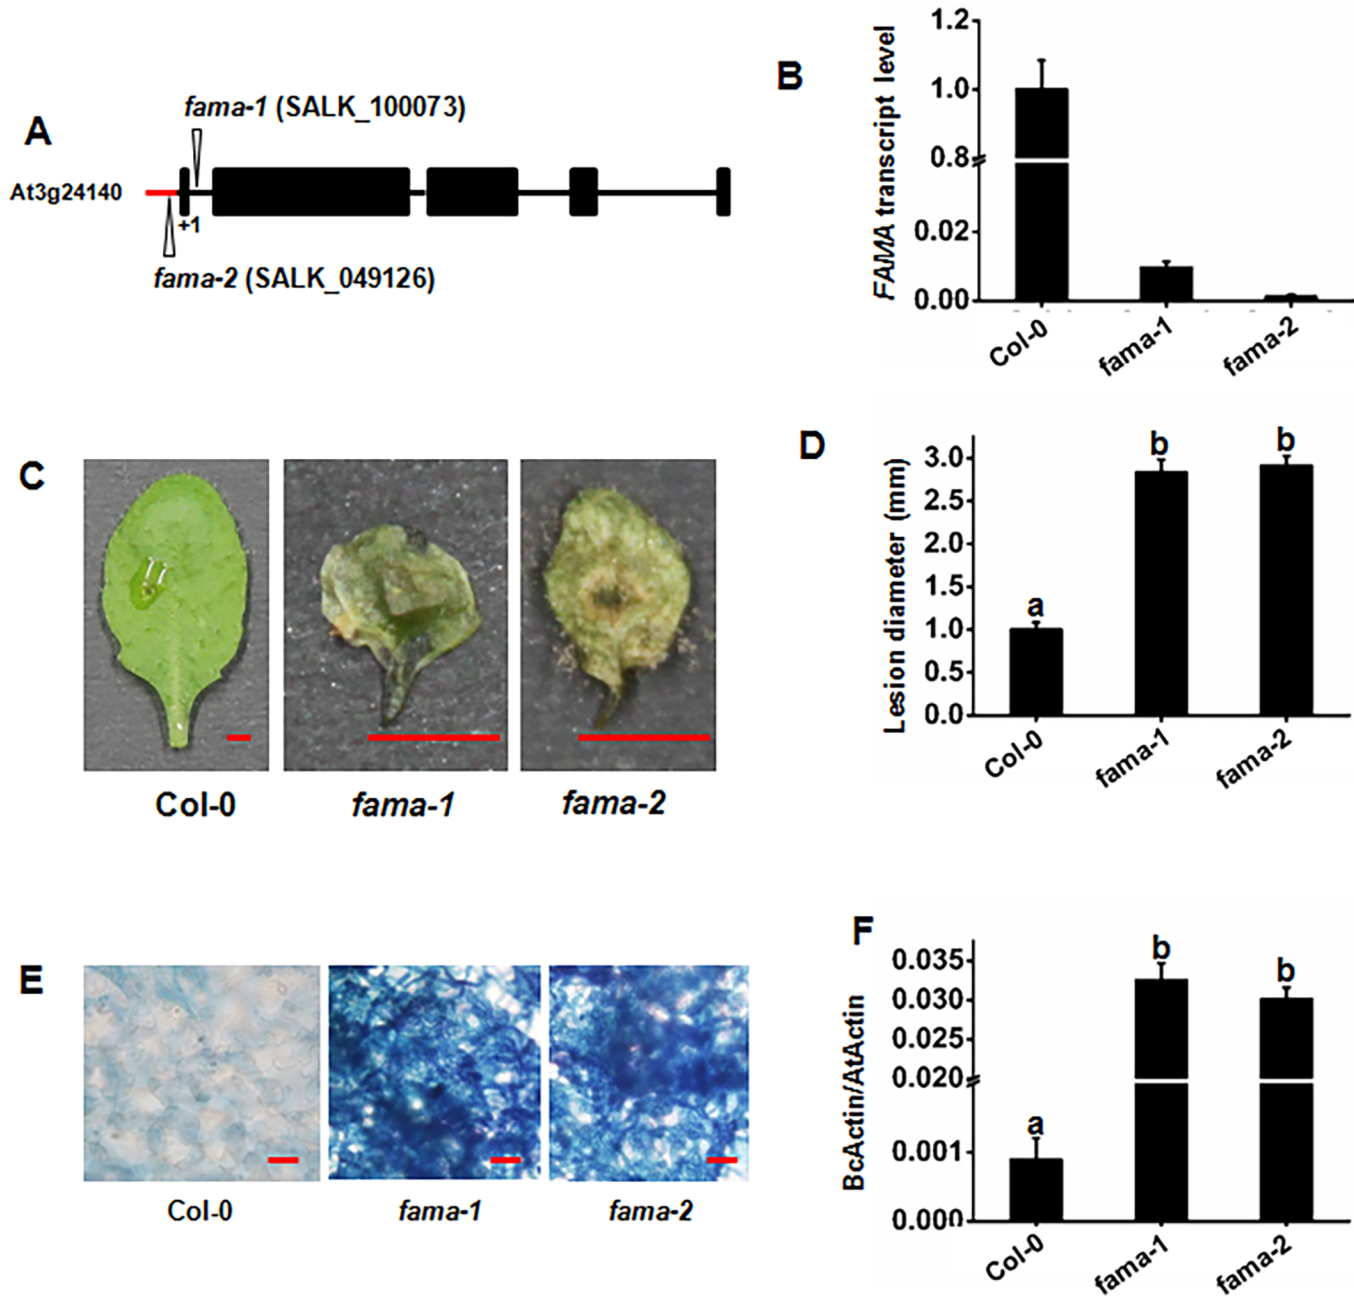 A
fama-1 (SALK_100073)
At3g24140
+1
fama-2 (SALK_049126)
B
FAMA transcript level
1.2
1.0
0.8
0.02
0.00
Col-0
fama-1
fama-2
C
Col-0
fama-1
fama-2
D
Lesion diameter (mm)
3.0
2.5
2.0
1.5
1.0
0.5
0.0
a
b
b
Col-0
fama-1
fama-2
E
Col-0
fama-1
fama-2
F
BcActin/AtActin
0.035
0.030
0.025
0.020
0.001
0.000
a
b
b
Col-0
fama-1
fama-2